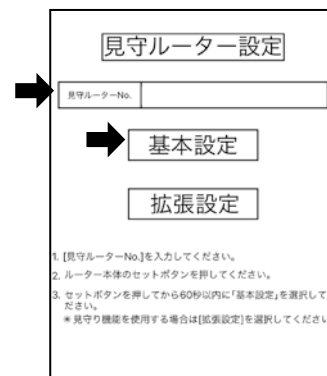 見守ルーター設定
見守ルーターNo.
基本設定
拡張設定
1. [見守ルーターNo.]を入力してください。
2. ルーター本体のセットボタンを押してください。
3. セットボタンを押してから60秒以内に｢基本設定｣を選択して
ださい。
＊見守り機能を使用する場合は[拡張設定]を選択してください